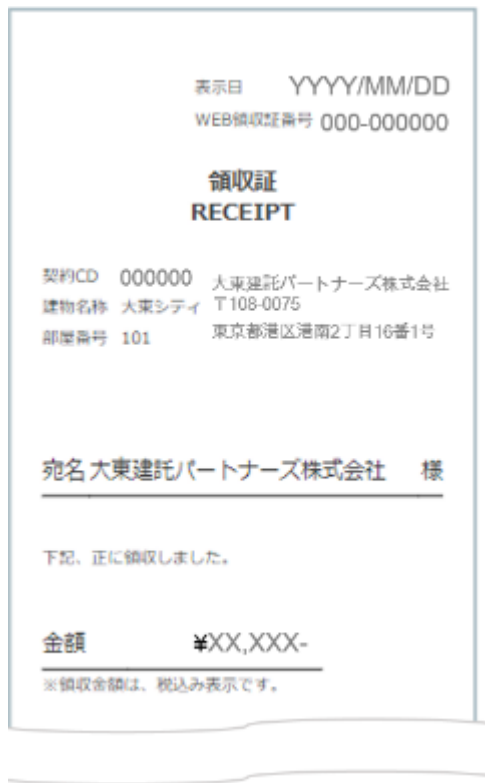 表示日 YYYY/MM/DD
WEB領収証番号 000-000000
領収証
RECEIPT
契約CD 000000 大東建託パートナーズ株式会社
建物名称 大東シティ 〒108-0075
部屋番号 101 東京都港区港南2丁目16番1号
宛名 大東建託パートナーズ株式会社 様
下記、正に領収しました。
金額 ¥XX,XXX-
※領収金額は、税込み表示です。